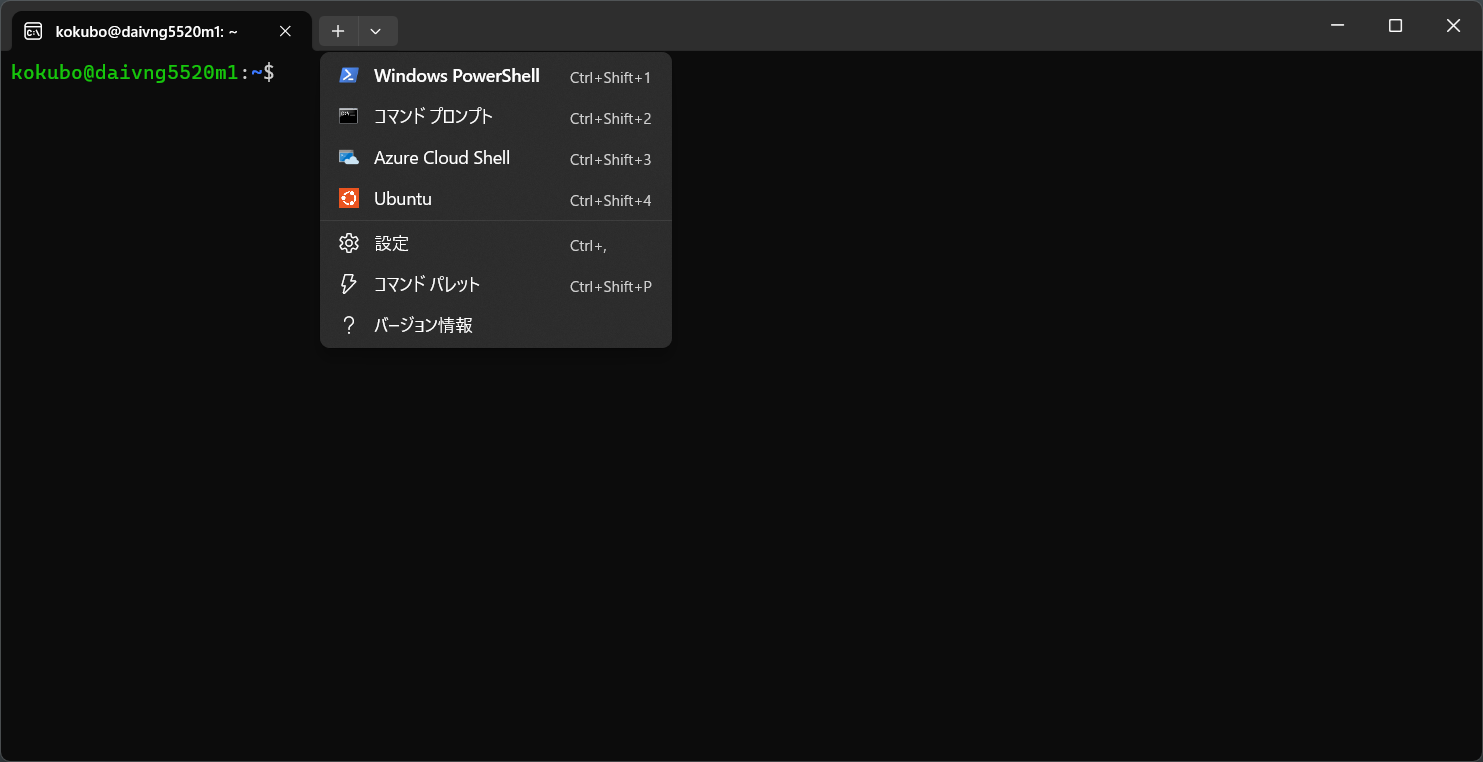 kokubo@daivng5520m1: ~
kokubo@daivng5520m1:~$
Windows PowerShell Ctrl+Shift+1
コマンド プロンプト Ctrl+Shift+2
Azure Cloud Shell Ctrl+Shift+3
Ubuntu Ctrl+Shift+4
設定 Ctrl+,
コマンド パレット Ctrl+Shift+P
バージョン情報